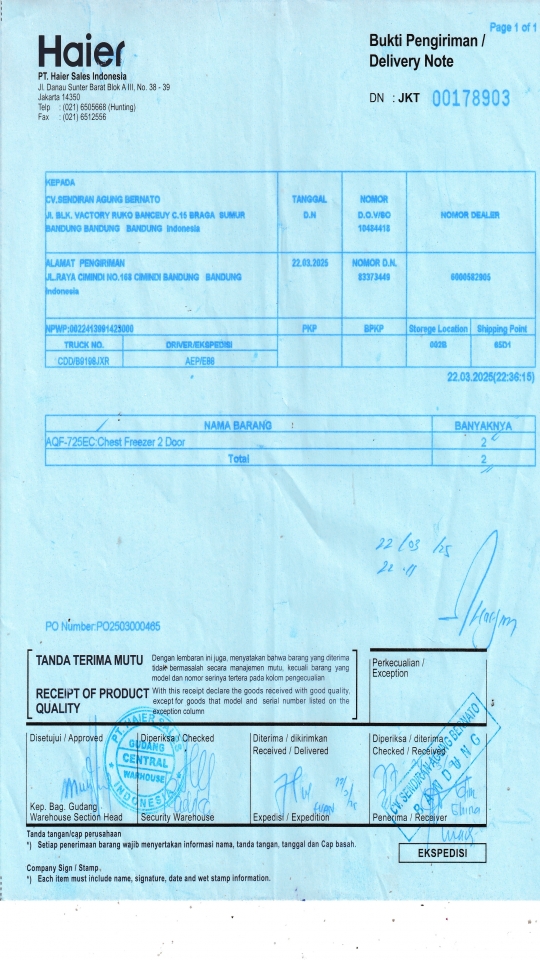 Page 1 of 1
Haier
Bukti Pengiriman /
Delivery Note
PT. Haier Sales Indonesia
Jl. Danau Sunter Barat Blok A III, No. 38 - 39
Jakarta 14350
Telp : (021) 6505668 (Hunting)
Fax : (021) 6512556
DN : JKT 00178903
KEPADA
CV.SENDIRAN AGUNG BERNATO
JL. BLK. VACTORY RUKO BANCEUY C.15 BRAGA SUMUR
BANDUNG BANDUNG BANDUNG Indonesia
TANGGAL
D.N
NOMOR
D.O.V/SO
10484418
NOMOR DEALER
ALAMAT PENGIRIMAN
JL.RAYA CIMINDI NO.168 CIMINDI BANDUNG BANDUNG
Indonesia
22.03.2025
NOMOR D.N.
83373449
6000582905
NPWP:0022413991423000
PKP
BPKP
Storege Location
Shipping Point
TRUCK NO.
DRIVER/EKSPEDISI
002B
65D1
CDD/B9198JXR
AEP/E88
22.03.2025(22:36:15)
NAMA BARANG BANYAKNYA
AQF-725EC:Chest Freezer 2 Door 2
Total 2
22/03/25
22.11
PO Number:PO2503000465
TANDA TERIMA MUTU
Dengan lembaran ini juga, menyatakan bahwa barang yang diterima
tidak bermasalah secara manajemen mutu, kecuali barang yang
model dan nomor serinya tertera pada kolom pengecualian
RECEIPT OF PRODUCT
QUALITY
With this receipt declare the goods received with good quality,
except for goods that model and serial number listed on the
exception column
Perkecualian /
Exception
Disetujui / Approved
Diperiksa / Checked
Diterima / dikirimkan
Received / Delivered
Diperiksa / diterima
Checked / Received
PT. HAIER
GUDANG
CENTRAL
WAREHOUSE
INDONESIA
CV.SENDIRAN AGUNG BERNATO
BANDUNG
Kep. Bag. Gudang
Warehouse Section Head
Security Warehouse
Expedisi / Expedition
Penerima / Receiver
Tanda tangan/cap perusahaan
*) Setiap penerimaan barang wajib menyertakan informasi nama, tanda tangan, tanggal dan Cap basah.
EKSPEDISI
Company Sign / Stamp.
*) Each item must include name, signature, date and wet stamp information.